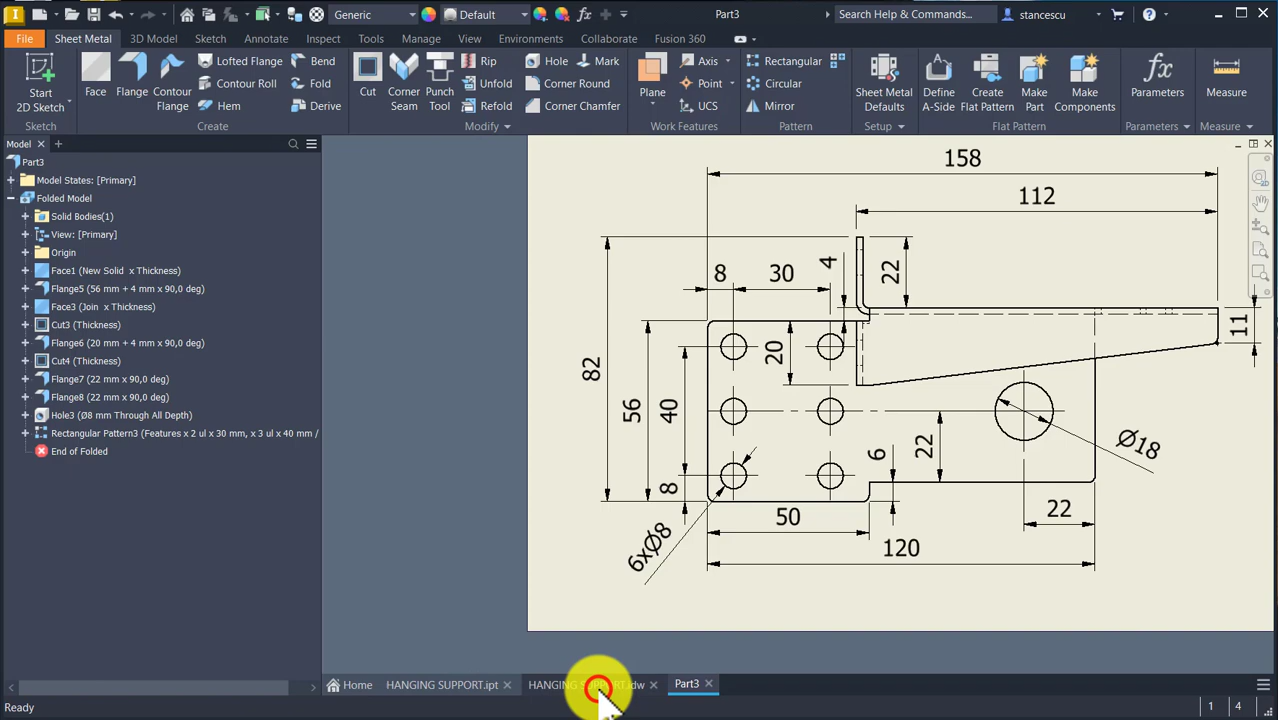 Generic
Default
Part3
Search Help & Commands...
stancescu
File
Sheet Metal
3D Model
Sketch
Annotate
Inspect
Tools
Manage
View
Environments
Collaborate
Fusion 360
Start
2D Sketch
Face
Flange
Contour
Flange
Lofted Flange
Contour Roll
Hem
Bend
Fold
Derive
Cut
Corner
Seam
Punch
Tool
Rip
Unfold
Refold
Hole
Mark
Corner Round
Corner Chamfer
Plane
Axis
Point
UCS
Rectangular
Circular
Mirror
Sheet Metal
Defaults
Define
A-Side
Create
Flat Pattern
Make
Part
Make
Components
Parameters
Measure
Sketch
Create
Modify
Work Features
Pattern
Setup
Flat Pattern
Parameters
Measure
Model
Part3
Model States: [Primary]
Folded Model
Solid Bodies(1)
View: [Primary]
Origin
Face1 (New Solid x Thickness)
Flange5 (56 mm + 4 mm x 90,0 deg)
Face3 (Join x Thickness)
Cut3 (Thickness)
Flange6 (20 mm + 4 mm x 90,0 deg)
Cut4 (Thickness)
Flange7 (22 mm x 90,0 deg)
Flange8 (22 mm x 90,0 deg)
Hole3 (Ø8 mm Through All Depth)
Rectangular Pattern3 (Features x 2 ul x 30 mm, x 3 ul x 40 mm /
End of Folded
158
112
8
30
4
22
11
82
56
40
20
6
22
Ø18
8
50
22
6xØ8
120
Home
HANGING SUPPORT.ipt
Part3
Ready
1
4